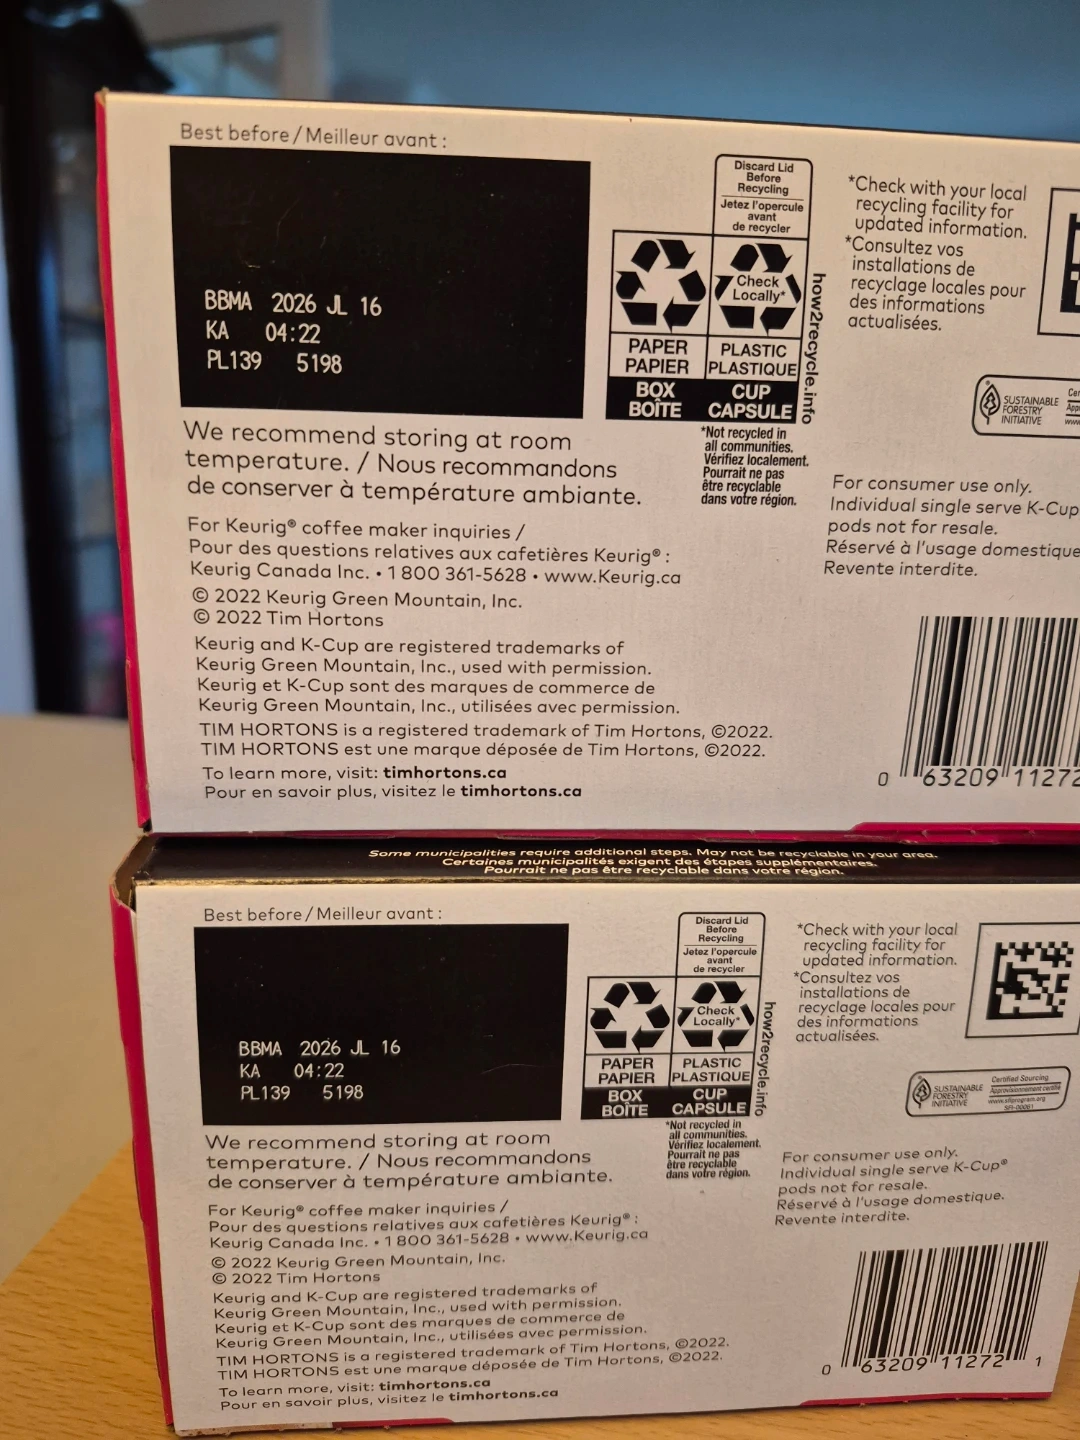 Best before / Meilleur avant :
BBMA 2026 JL 16
KA 04:22
PL139 5198
We recommend storing at room
temperature. / Nous recommandons
de conserver à température ambiante.
For Keurig® coffee maker inquiries /
Pour des questions relatives aux cafetières Keurig® :
Keurig Canada Inc. • 1 800 361-5628 • www.Keurig.ca
© 2022 Keurig Green Mountain, Inc.
© 2022 Tim Hortons
Keurig and K-Cup are registered trademarks of
Keurig Green Mountain, Inc., used with permission.
Keurig et K-Cup sont des marques de commerce de
Keurig Green Mountain, Inc., utilisées avec permission.
TIM HORTONS is a registered trademark of Tim Hortons, ©2022.
TIM HORTONS est une marque déposée de Tim Hortons, ©2022.
To learn more, visit: timhortons.ca
Pour en savoir plus, visitez le timhortons.ca
Discard Lid
Before
Recycling
Jetez l'opercule
avant
de recycler
Check
Locally*
PAPER
PAPIER
PLASTIC
PLASTIQUE
BOX
BOÎTE
CUP
CAPSULE
how2recycle.info
*Not recycled in
all communities.
Vérifiez localement.
Pourrait ne pas
être recyclable
dans votre région.
*Check with your local
recycling facility for
updated information.
*Consultez vos
installations de
recyclage locales pour
des informations
actualisées.
SUSTAINABLE
FORESTRY
INITIATIVE
For consumer use only.
Individual single serve K-Cup
pods not for resale.
Réservé à l'usage domestique
Revente interdite.
0 63209 11272
Some municipalities require additional steps. May not be recyclable in your area.
Certaines municipalités exigent des étapes supplémentaires.
Pourrait ne pas être recyclable dans votre région.
Best before / Meilleur avant :
BBMA 2026 JL 16
KA 04:22
PL139 5198
We recommend storing at room
temperature. / Nous recommandons
de conserver à température ambiante.
For Keurig® coffee maker inquiries /
Pour des questions relatives aux cafetières Keurig® :
Keurig Canada Inc. • 1 800 361-5628 • www.Keurig.ca
© 2022 Keurig Green Mountain, Inc.
© 2022 Tim Hortons
Keurig and K-Cup are registered trademarks of
Keurig Green Mountain, Inc., used with permission.
Keurig et K-Cup sont des marques de commerce de
Keurig Green Mountain, Inc., utilisées avec permission.
TIM HORTONS is a registered trademark of Tim Hortons, ©2022.
TIM HORTONS est une marque déposée de Tim Hortons, ©2022.
To learn more, visit: timhortons.ca
Pour en savoir plus, visitez le timhortons.ca
Discard Lid
Before
Recycling
Jetez l'opercule
avant
de recycler
Check
Locally*
PAPER
PAPIER
PLASTIC
PLASTIQUE
BOX
BOÎTE
CUP
CAPSULE
how2recycle.info
*Not recycled in
all communities.
Vérifiez localement.
Pourrait ne pas
être recyclable
dans votre région.
*Check with your local
recycling facility for
updated information.
*Consultez vos
installations de
recyclage locales pour
des informations
actualisées.
SUSTAINABLE
FORESTRY
INITIATIVE
Certified Sourcing
Approvisionnement certifié
www.sfiprogram.org
SFI-00061
For consumer use only.
Individual single serve K-Cup®
pods not for resale.
Réservé à l'usage domestique.
Revente interdite.
0 63209 11272 1